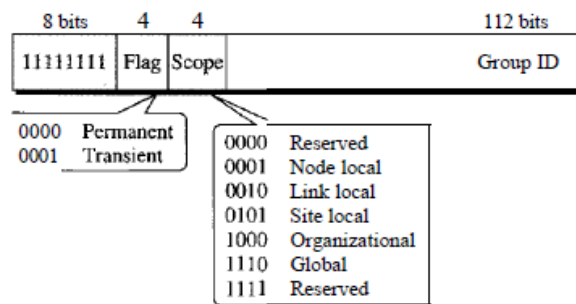 8 bits 4 4 112 bits
11111111 Flag Scope Group ID
0000 Permanent
0001 Transient
0000 Reserved
0001 Node local
0010 Link local
0101 Site local
1000 Organizational
1110 Global
1111 Reserved